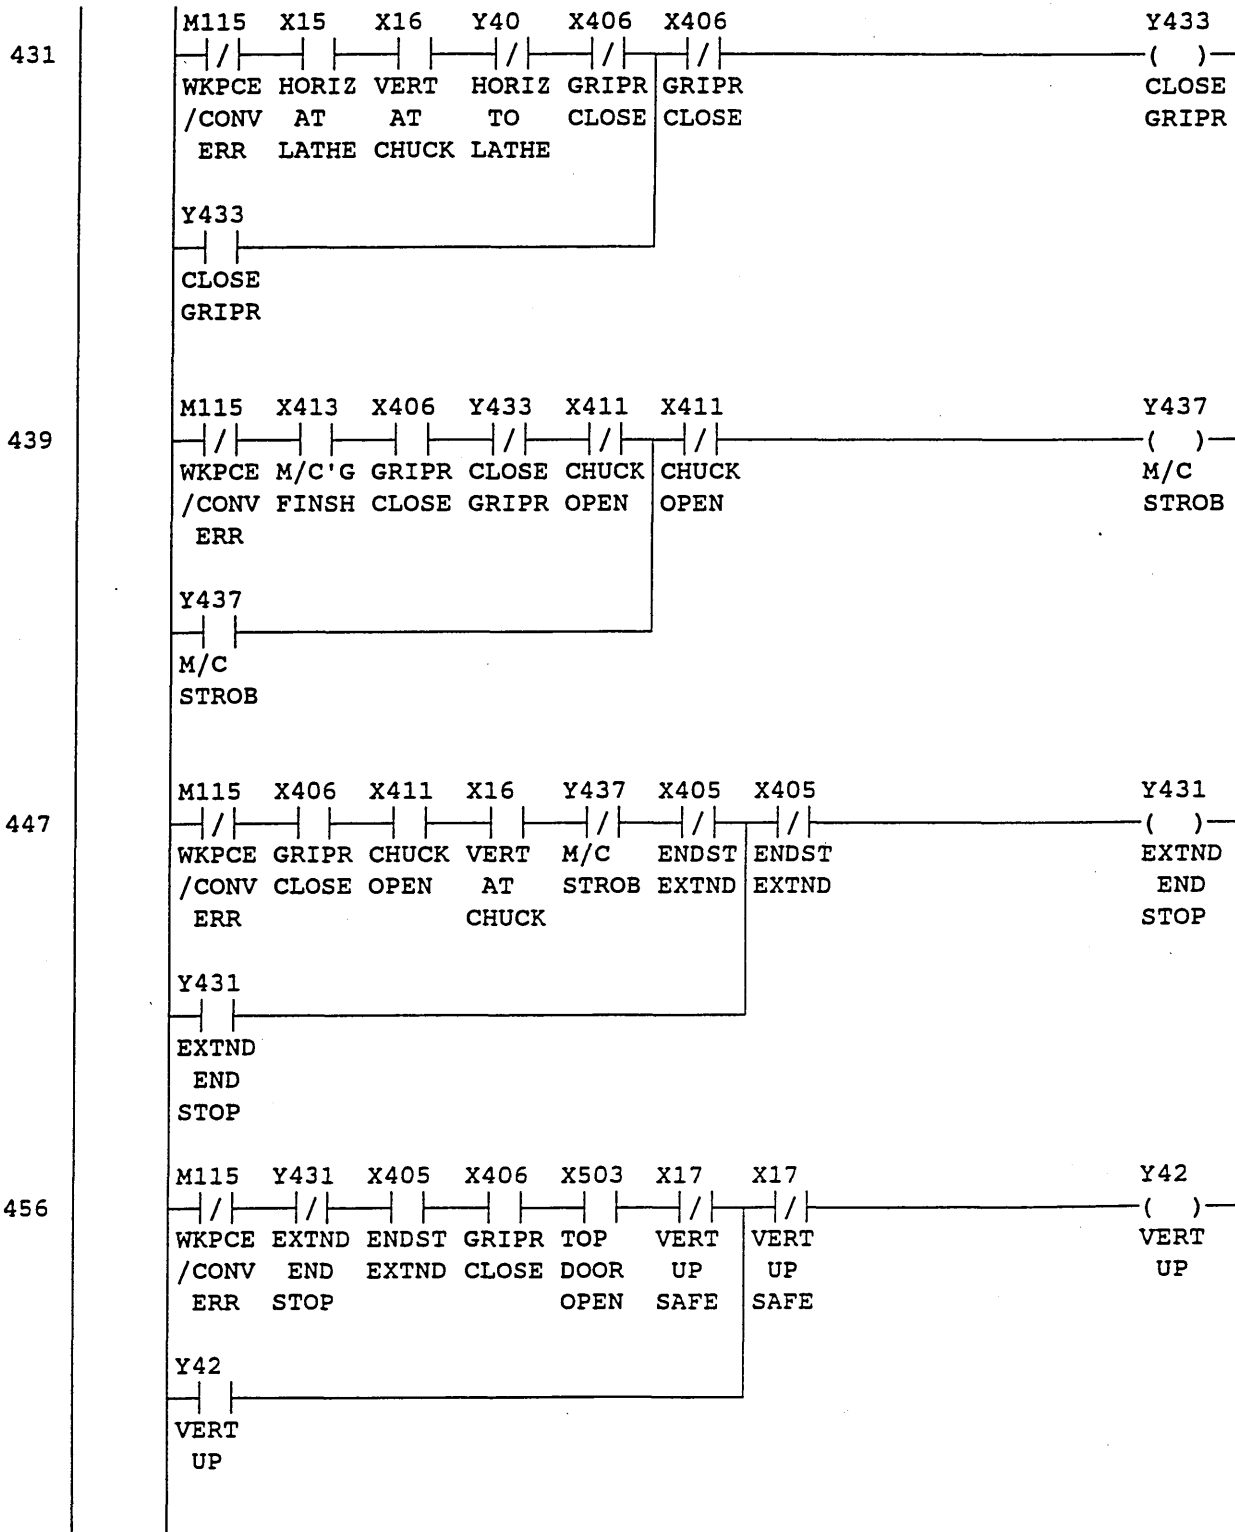 M115 X15 X16 Y40 X406 X406 Y433
431
WKPCE HORIZ VERT HORIZ GRIPR GRIPR CLOSE
/CONV AT AT TO CLOSE CLOSE GRIPR
ERR LATHE CHUCK LATHE
Y433
CLOSE
GRIPR
M115 X413 X406 Y433 X411 X411 Y437
439
WKPCE M/C'G GRIPR CLOSE CHUCK CHUCK M/C
/CONV FINSH CLOSE GRIPR OPEN OPEN STROB
ERR
Y437
M/C
STROB
M115 X406 X411 X16 Y437 X405 X405 Y431
447
WKPCE GRIPR CHUCK VERT M/C ENDST ENDST EXTND
/CONV CLOSE OPEN AT STROB EXTND EXTND END
ERR CHUCK STOP
Y431
EXTND
END
STOP
M115 Y431 X405 X406 X503 X17 X17 Y42
456
WKPCE EXTND ENDST GRIPR TOP VERT VERT VERT
/CONV END EXTND CLOSE DOOR UP UP UP
ERR STOP OPEN SAFE SAFE
Y42
VERT
UP